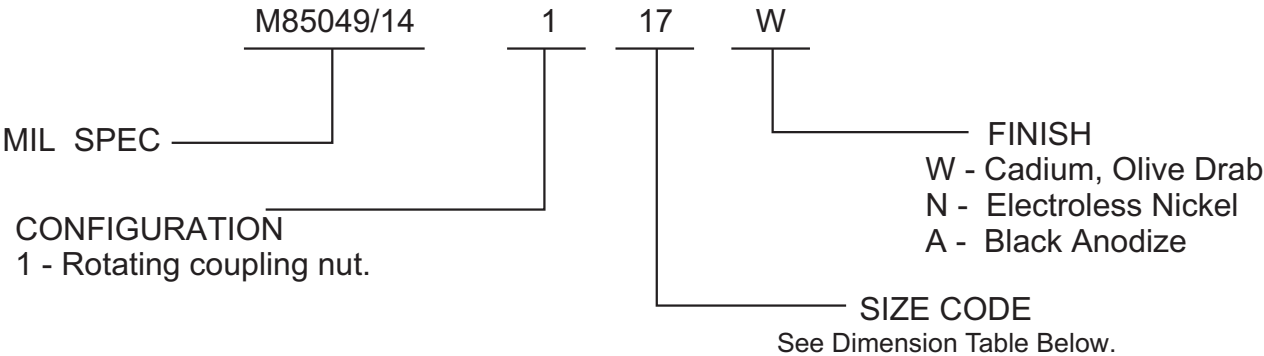 M85049/14 1 17 W
MIL SPEC
FINISH
W - Cadium, Olive Drab
N - Electroless Nickel
A - Black Anodize
CONFIGURATION
1 - Rotating coupling nut.
SIZE CODE
See Dimension Table Below.